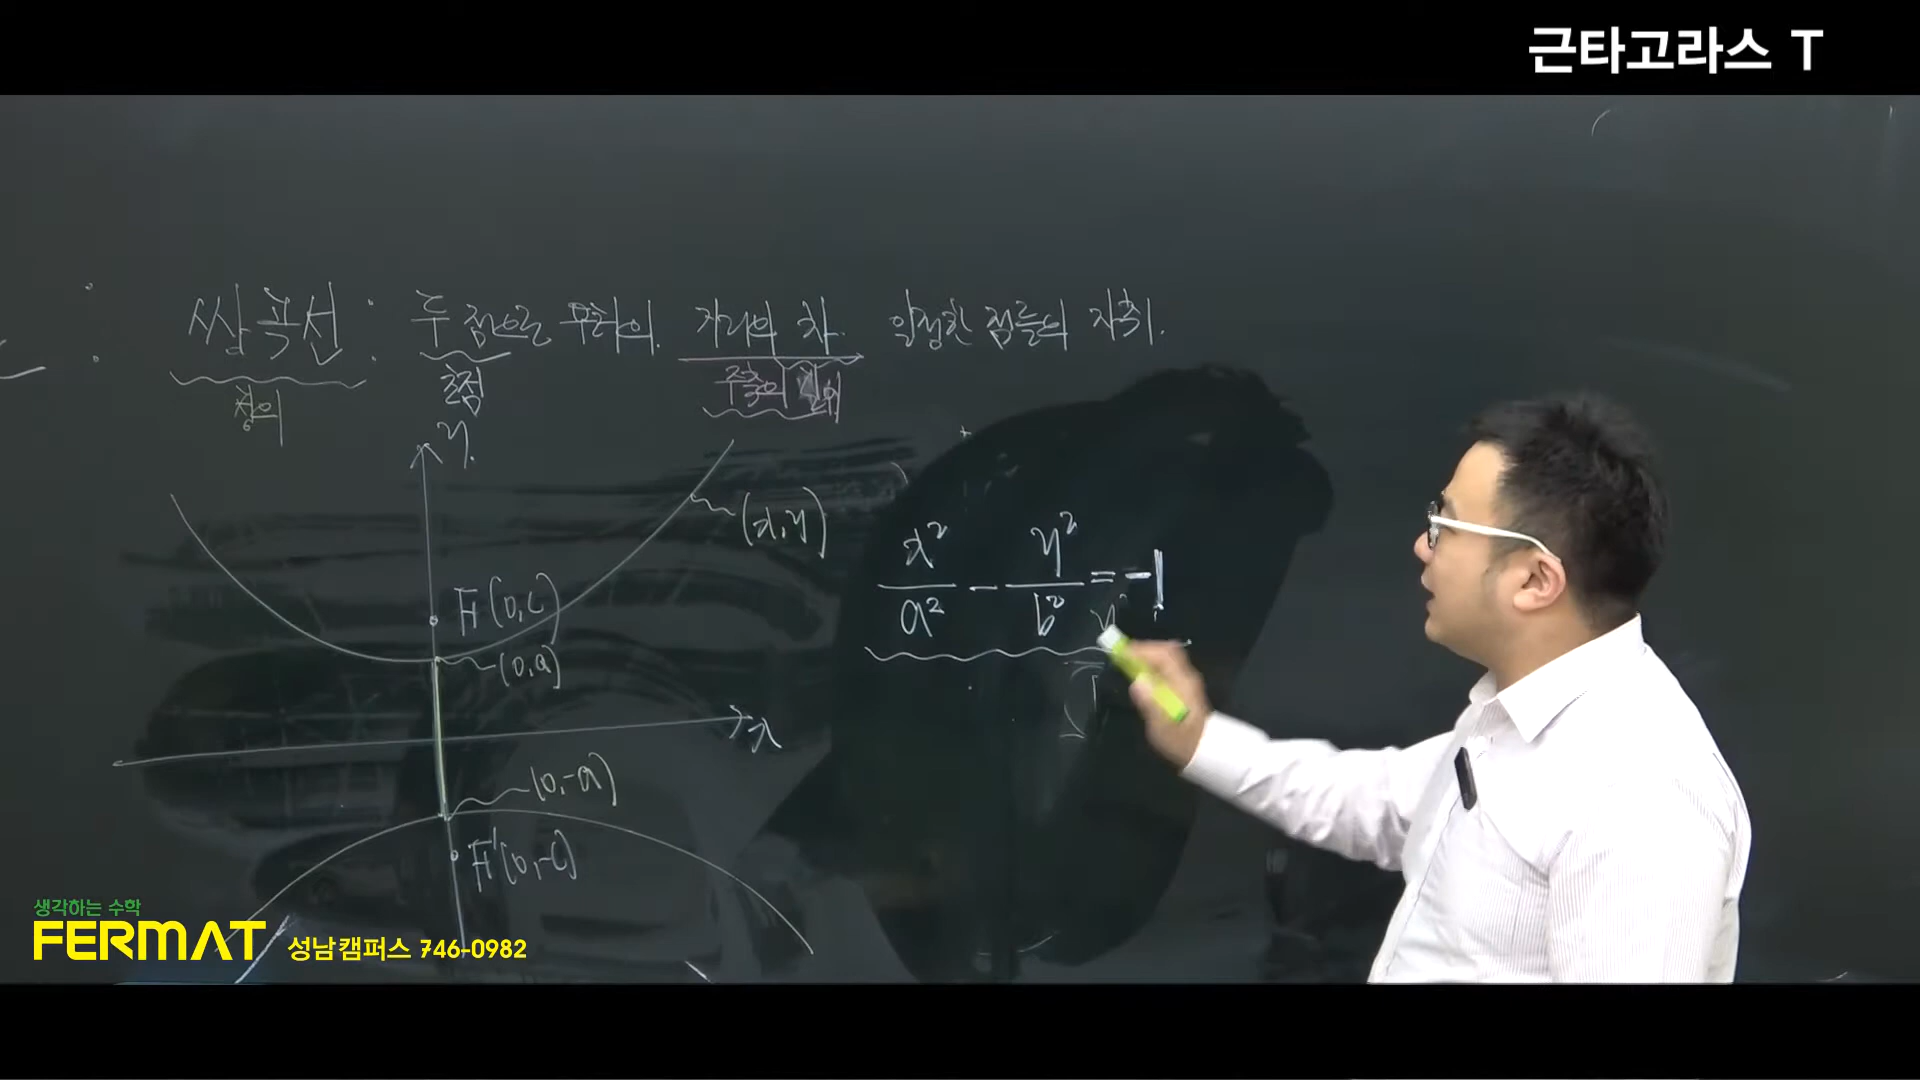 근타고라스 T
쌍곡선 : 두 점으로 부터의 거리의 차. 일정한 점들의 자취.
정의
초점
주축의 길이
y
(x, y)
F(0, c)
(0, a)
x
(0, -a)
F'(0, -c)
x²/a² - y²/b² = -1
생각하는 수학
FERMAT 성남캠퍼스 746-0982